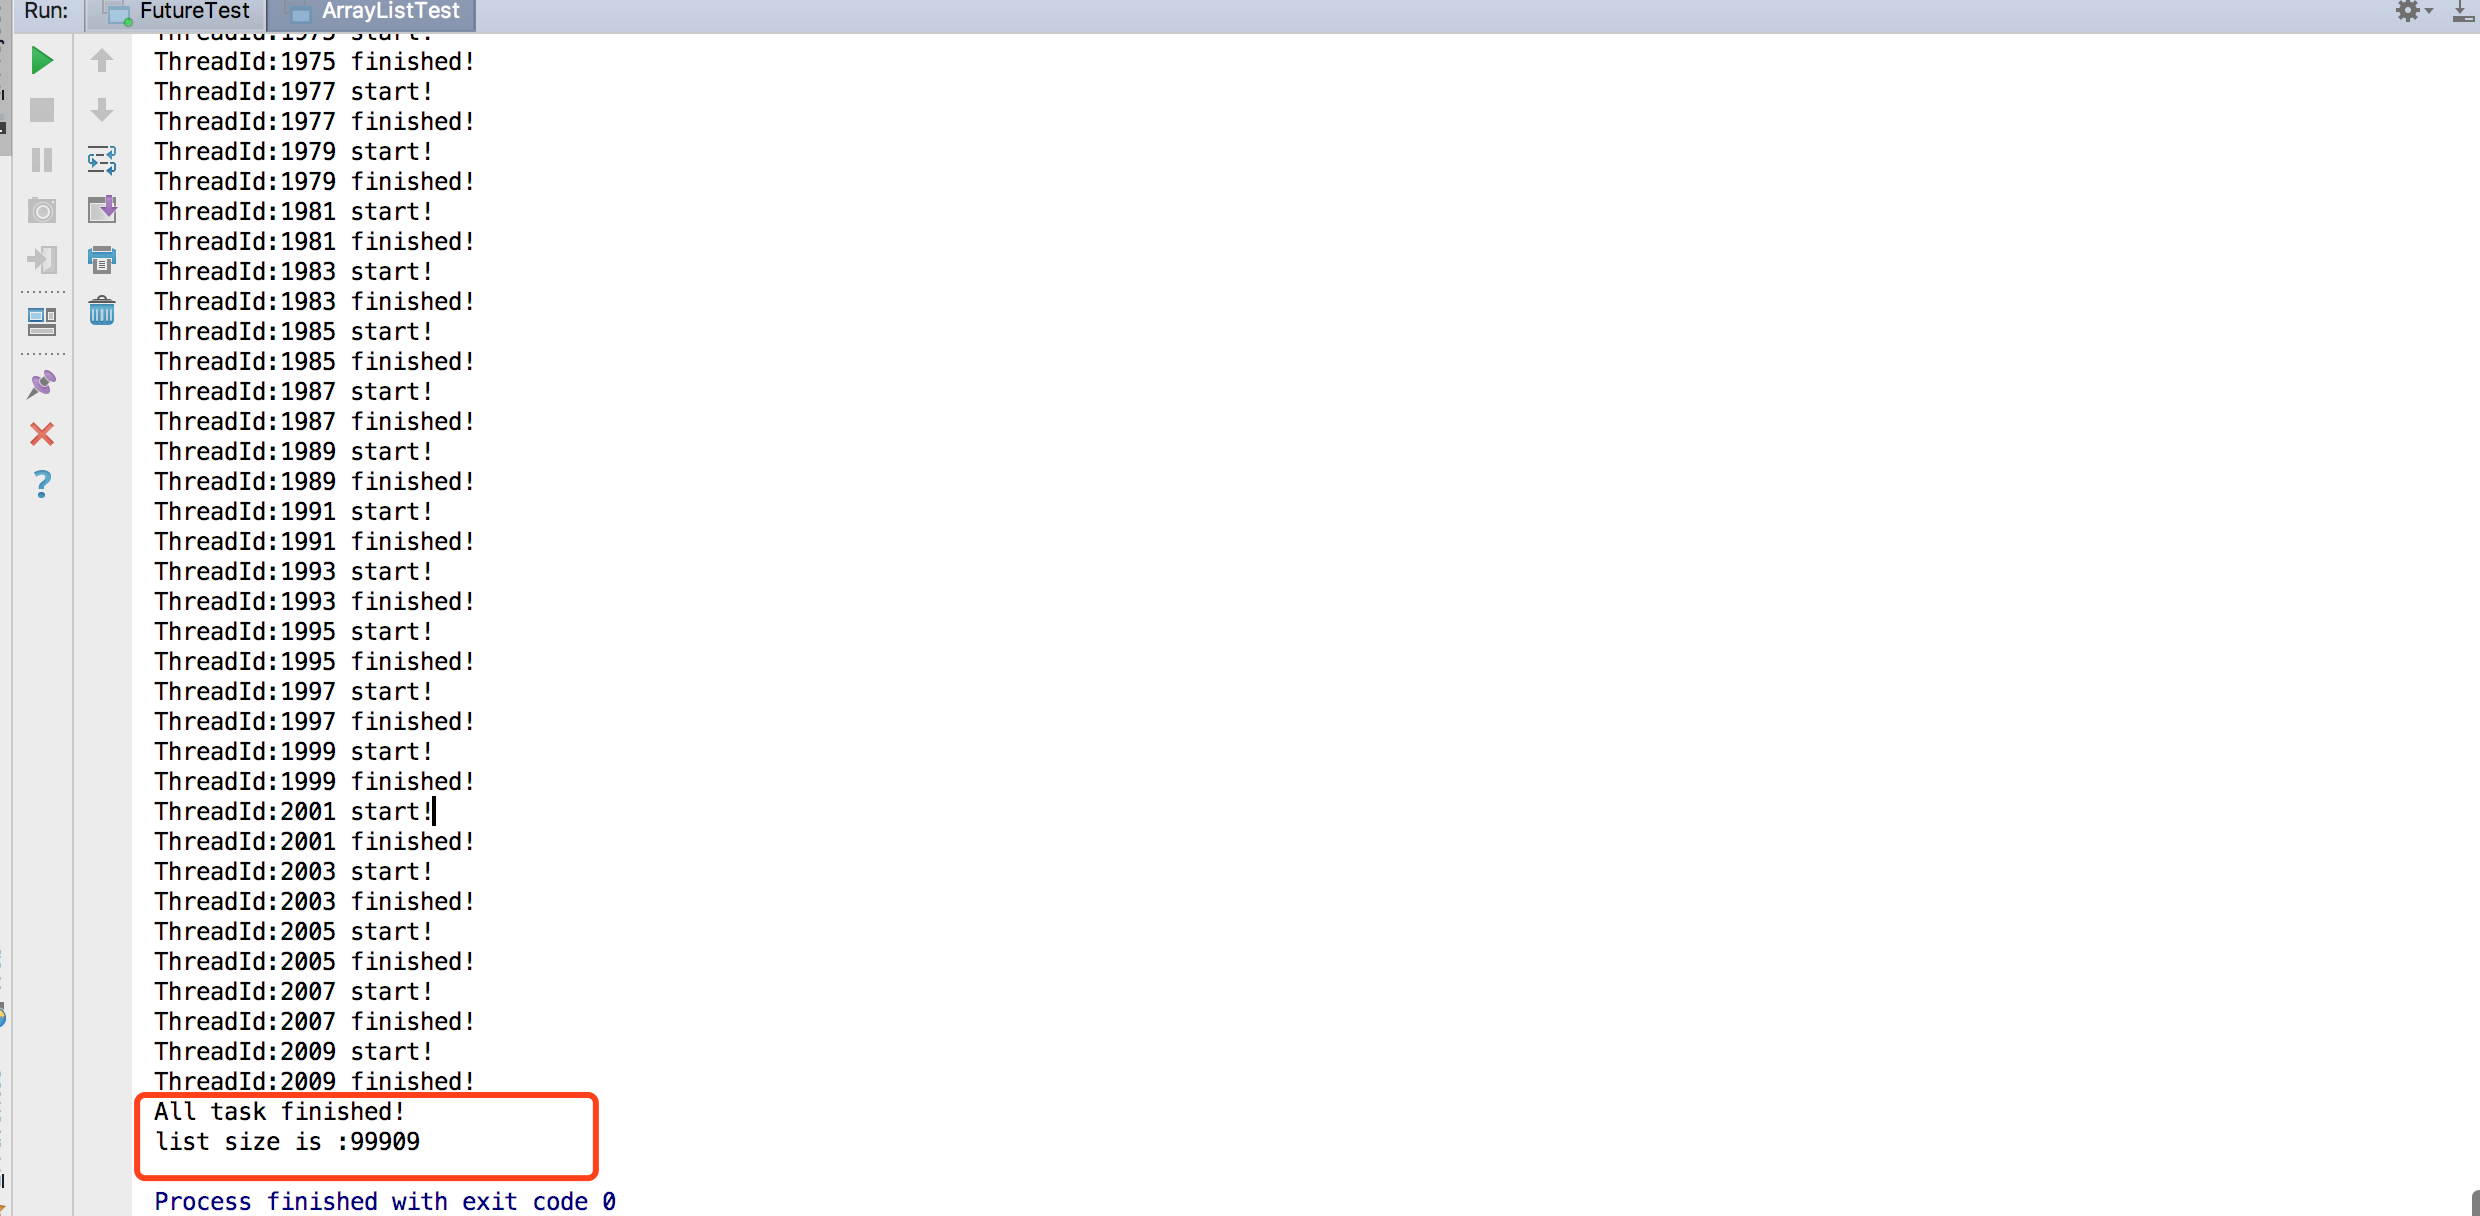 Run: FutureTest ArrayListTest
ThreadId:1975 start!
ThreadId:1975 finished!
ThreadId:1977 start!
ThreadId:1977 finished!
ThreadId:1979 start!
ThreadId:1979 finished!
ThreadId:1981 start!
ThreadId:1981 finished!
ThreadId:1983 start!
ThreadId:1983 finished!
ThreadId:1985 start!
ThreadId:1985 finished!
ThreadId:1987 start!
ThreadId:1987 finished!
ThreadId:1989 start!
ThreadId:1989 finished!
ThreadId:1991 start!
ThreadId:1991 finished!
ThreadId:1993 start!
ThreadId:1993 finished!
ThreadId:1995 start!
ThreadId:1995 finished!
ThreadId:1997 start!
ThreadId:1997 finished!
ThreadId:1999 start!
ThreadId:1999 finished!
ThreadId:2001 start!
ThreadId:2001 finished!
ThreadId:2003 start!
ThreadId:2003 finished!
ThreadId:2005 start!
ThreadId:2005 finished!
ThreadId:2007 start!
ThreadId:2007 finished!
ThreadId:2009 start!
ThreadId:2009 finished!
All task finished!
list size is :99909
Process finished with exit code 0